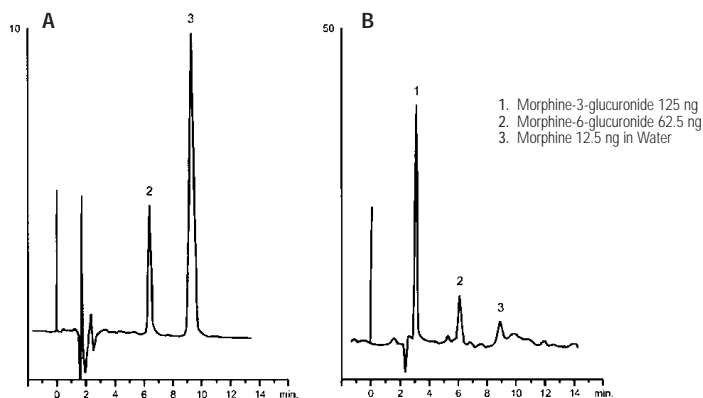 A
10
2
3
0 2 4 6 8 10 12 14 min.
B
50
1
2
3
0 2 4 6 8 10 12 14 min.
1. Morphine-3-glucuronide 125 ng
2. Morphine-6-glucuronide 62.5 ng
3. Morphine 12.5 ng in Water